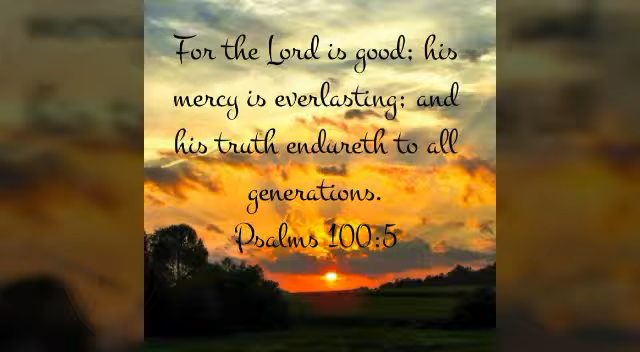 For the Lord is good; his
mercy is everlasting; and
his truth endureth to all
generations.
Psalms 100:5